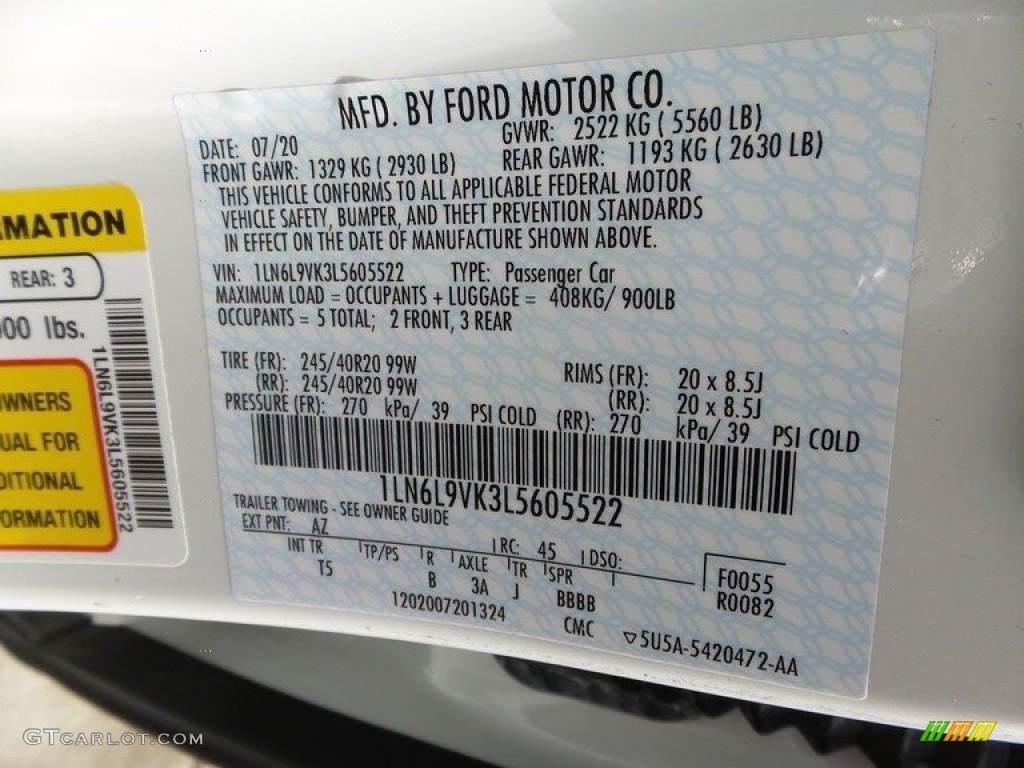 MFD. BY FORD MOTOR CO.
DATE: 07/20 GVWR: 2522 KG ( 5560 LB)
FRONT GAWR: 1329 KG ( 2930 LB) REAR GAWR: 1193 KG ( 2630 LB)
THIS VEHICLE CONFORMS TO ALL APPLICABLE FEDERAL MOTOR
VEHICLE SAFETY, BUMPER, AND THEFT PREVENTION STANDARDS
IN EFFECT ON THE DATE OF MANUFACTURE SHOWN ABOVE.
VIN: 1LN6L9VK3L5605522 TYPE: Passenger Car
MAXIMUM LOAD = OCCUPANTS + LUGGAGE = 408KG/ 900LB
OCCUPANTS = 5 TOTAL; 2 FRONT, 3 REAR
TIRE (FR): 245/40R20 99W RIMS (FR): 20 x 8.5J
(RR): 245/40R20 99W (RR): 20 x 8.5J
PRESSURE (FR): 270 kPa/ 39 PSI COLD (RR): 270 kPa/ 39 PSI COLD
1LN6L9VK3L5605522
TRAILER TOWING - SEE OWNER GUIDE
EXT PNT: AZ RC: 45 DSO:
INT TR TP/PS R AXLE TR SPR
T5 B 3A J BBBB
F0055
R0082
1202007201324 CMC ▽5U5A-5420472-AA
RMATION
REAR: 3
00 lbs.
1LN6L9VK3L5605522
WNERS
UAL FOR
DITIONAL
FORMATION
GTCARLOT.COM